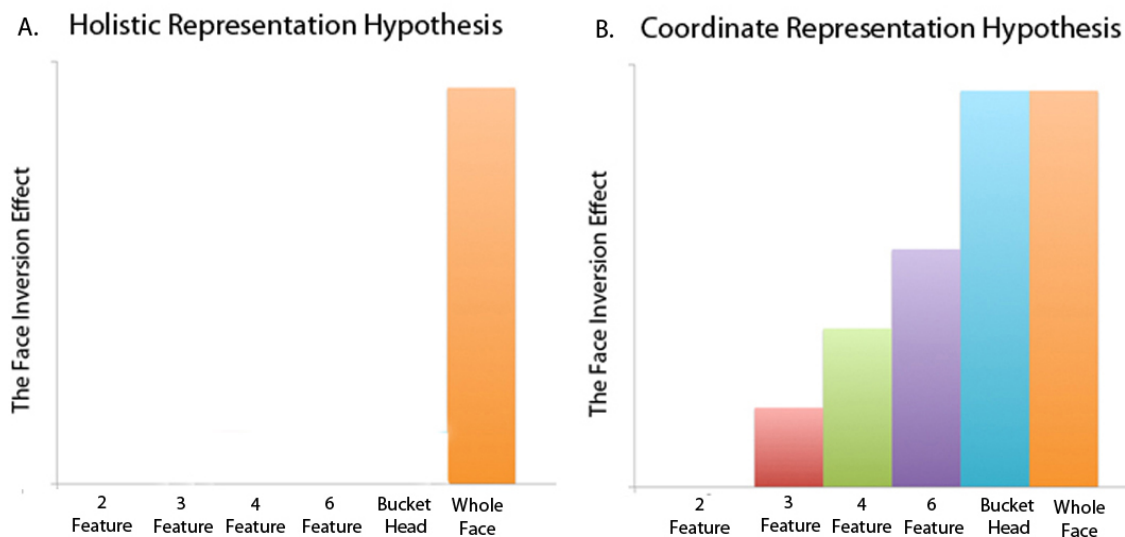 A. Holistic Representation Hypothesis
The Face Inversion Effect
2 Feature
3 Feature
4 Feature
6 Feature
Bucket Head
Whole Face
B. Coordinate Representation Hypothesis
The Face Inversion Effect
2 Feature
3 Feature
4 Feature
6 Feature
Bucket Head
Whole Face